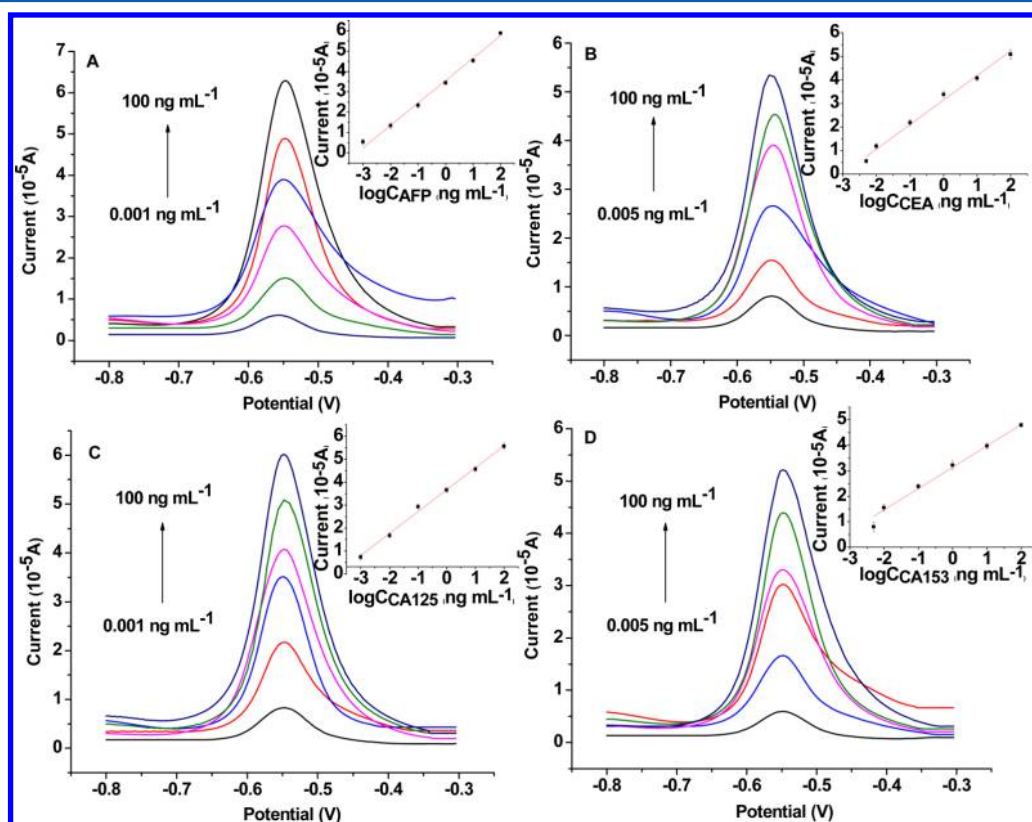 A
100 ng mL-1
0.001 ng mL-1
Current (10-5A)
7
6
5
4
3
2
1
0
-0.8 -0.7 -0.6 -0.5 -0.4 -0.3
Potential (V)
Current (10-5A)
6
5
4
3
2
1
0
-3 -2 -1 0 1 2
logCAFP (ng mL-1)
B
100 ng mL-1
0.005 ng mL-1
Current (10-5A)
6
5
4
3
2
1
0
-0.8 -0.7 -0.6 -0.5 -0.4 -0.3
Potential (V)
Current (10-5A)
6
5
4
3
2
1
0
-3 -2 -1 0 1 2
logCCEA (ng mL-1)
C
100 ng mL-1
0.001 ng mL-1
Current (10-5A)
6
5
4
3
2
1
0
-0.8 -0.7 -0.6 -0.5 -0.4 -0.3
Potential (V)
Current (10-5A)
6
5
4
3
2
1
-3 -2 -1 0 1 2
logCCA125 (ng mL-1)
D
100 ng mL-1
0.005 ng mL-1
Current (10-5A)
6
5
4
3
2
1
0
-0.8 -0.7 -0.6 -0.5 -0.4 -0.3
Potential (V)
Current (10-5A)
5
4
3
2
1
0
-3 -2 -1 0 1 2
logCCA153 (ng mL-1)